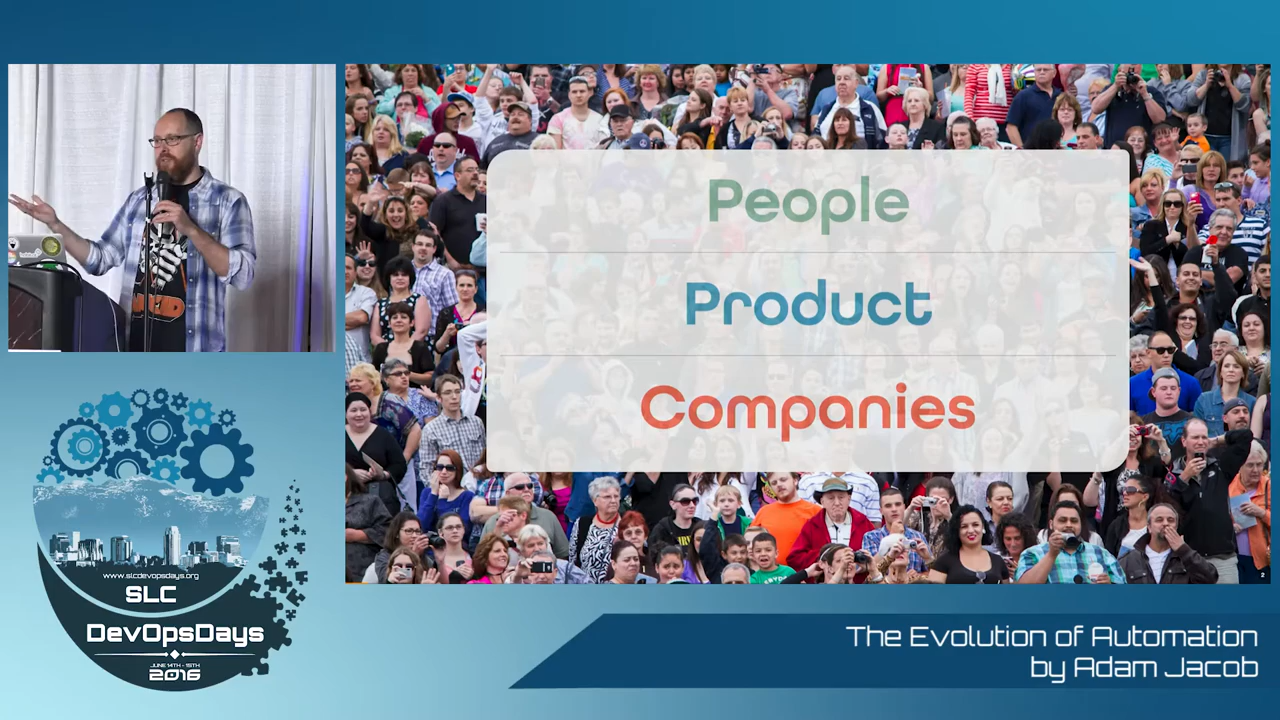 People
Product
Companies
2
www.slcdevopsdays.org
SLC
DevOpsDays
JUNE 14TH - 15TH
2016
The Evolution of Automation
by Adam Jacob